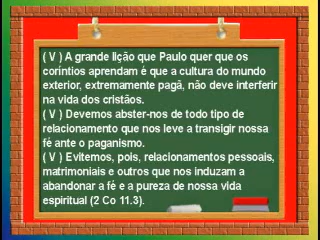 ( V ) A grande lição que Paulo quer que os
coríntios aprendam é que a cultura do mundo
exterior, extremamente pagã, não deve interferir
na vida dos cristãos.
( V ) Devemos abster-nos de todo tipo de
relacionamento que nos leve a transigir nossa
fé ante o paganismo.
( V ) Evitemos, pois, relacionamentos pessoais,
matrimoniais e outros que nos induzam a
abandonar a fé e a pureza de nossa vida
espiritual (2 Co 11.3).